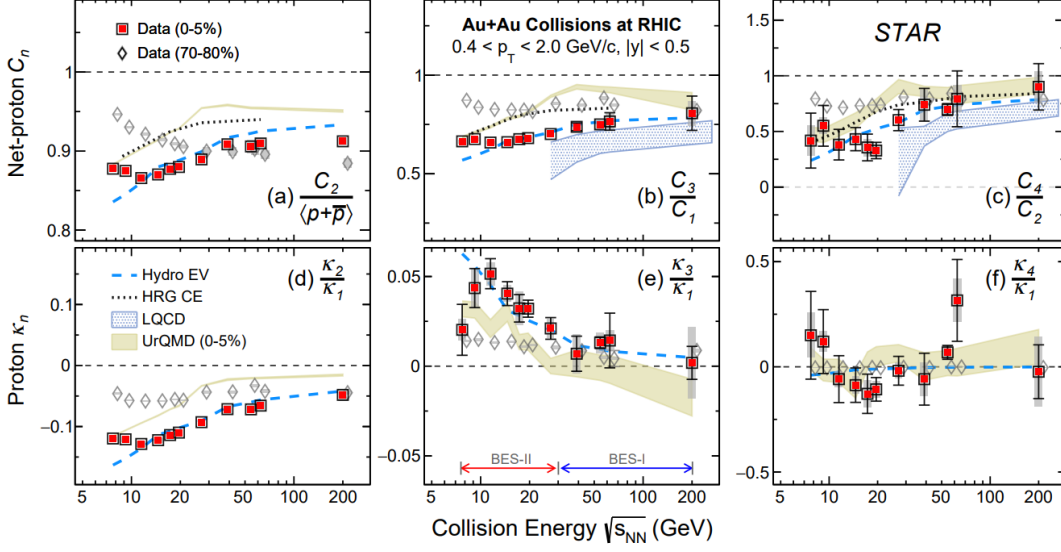 Data (0-5%)
Data (70-80%)
Au+Au Collisions at RHIC
0.4 < p_T < 2.0 GeV/c, |y| < 0.5
STAR
Net-proton C_n
1
0.9
0.8
(a) C_2 / ⟨p+p̅⟩
1
0.5
(b) C_3 / C_1
1.5
1
0.5
0
(c) C_4 / C_2
Proton κ_n
0.1
0
−0.1
(d) κ_2 / κ_1
Hydro EV
HRG CE
LQCD
UrQMD (0-5%)
0.05
0
−0.05
(e) κ_3 / κ_1
BES-II
BES-I
0.5
0
−0.5
(f) κ_4 / κ_1
5 10 20 50 100 200
5 10 20 50 100 200
5 10 20 50 100 200
Collision Energy √s_NN (GeV)